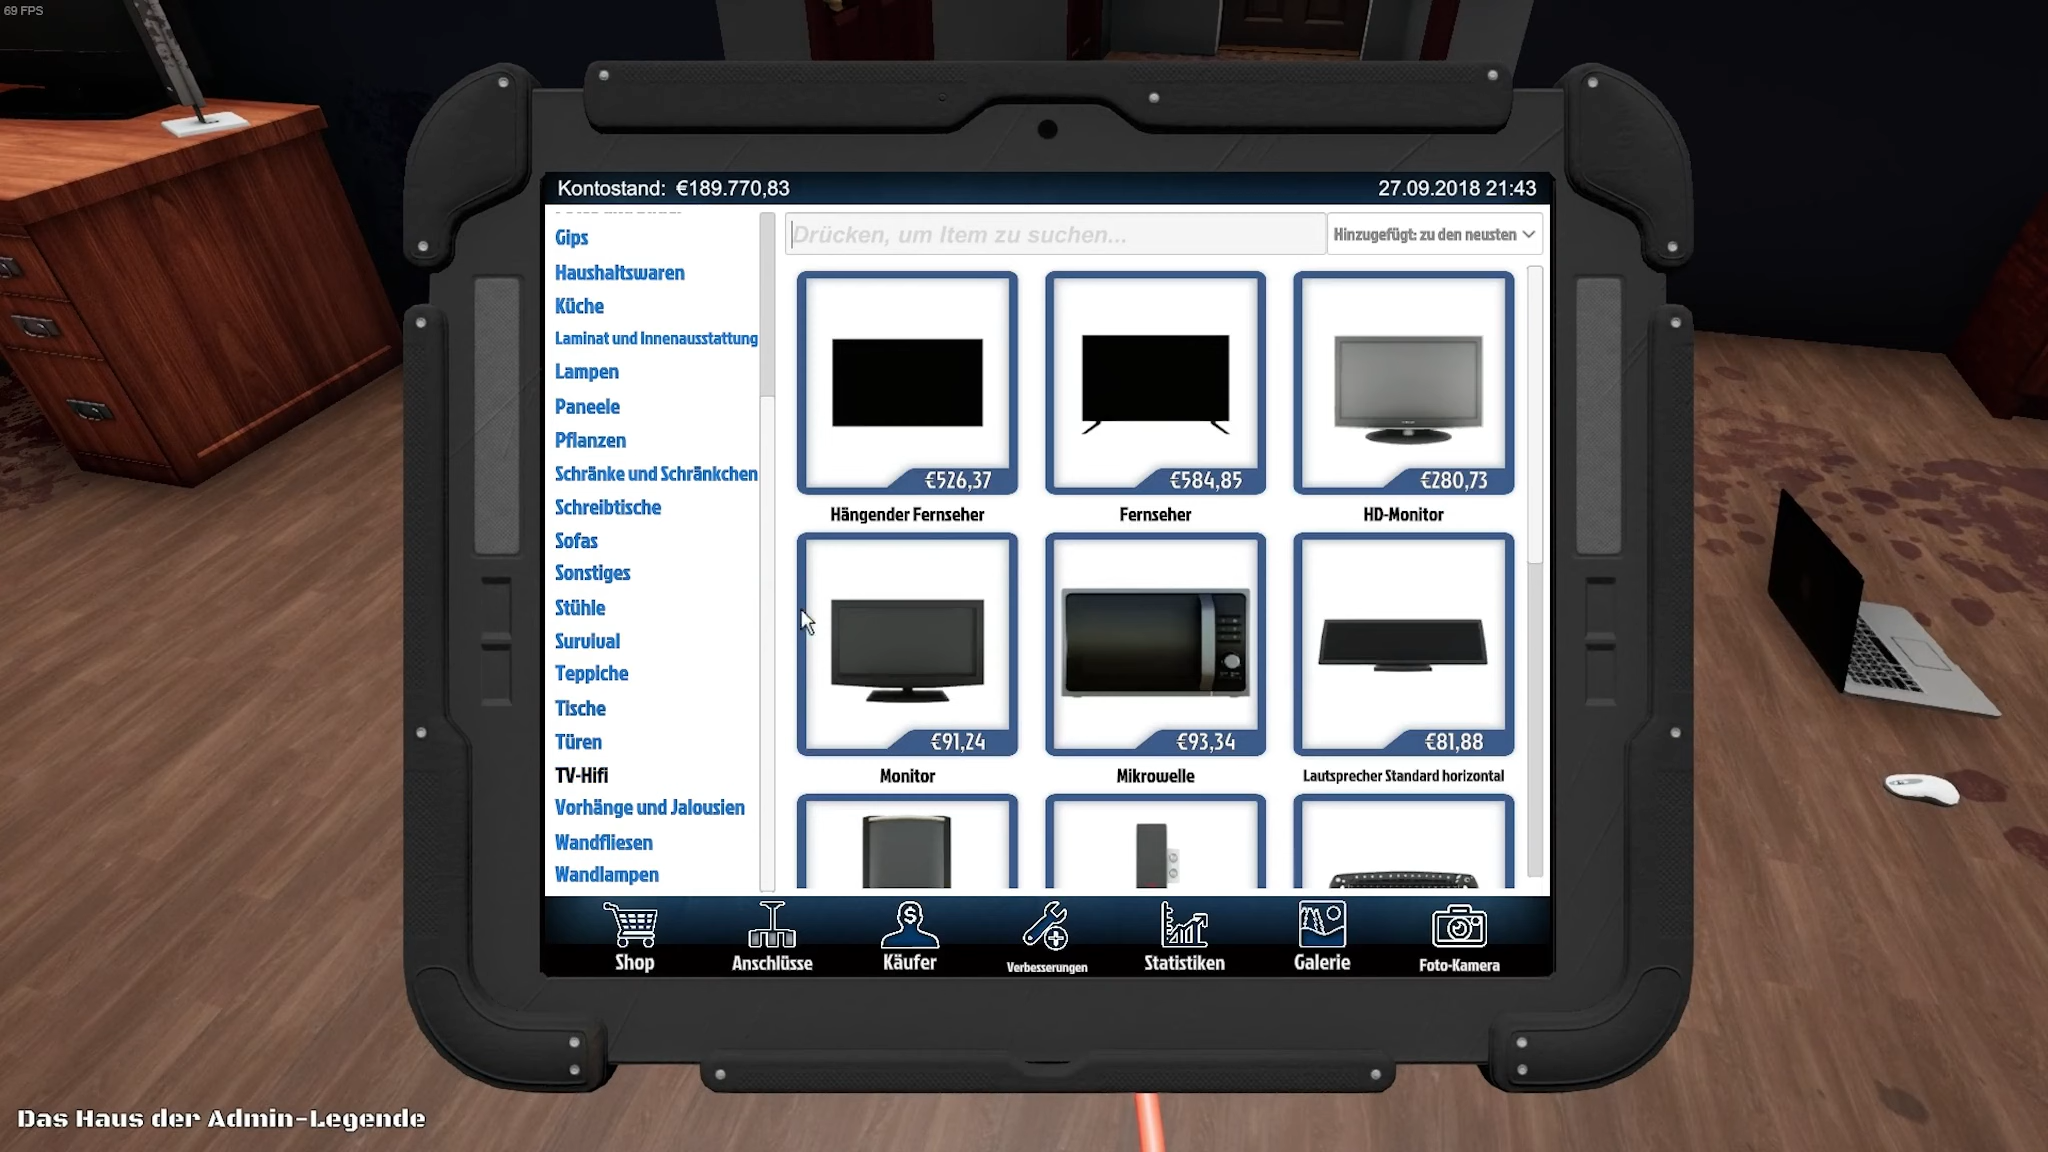 69 FPS
Kontostand: €189.770,83
27.09.2018 21:43
Gips
Haushaltswaren
Küche
Laminat und Innenausstattung
Lampen
Paneele
Pflanzen
Schränke und Schränkchen
Schreibtische
Sofas
Sonstiges
Stühle
Survival
Teppiche
Tische
Türen
TV-Hifi
Vorhänge und Jalousien
Wandfliesen
Wandlampen
Drücken, um Item zu suchen...
Hinzugefügt: zu den neusten
€526,37
€584,85
€280,73
Hängender Fernseher
Fernseher
HD-Monitor
€91,24
€93,34
€81,88
Monitor
Mikrowelle
Lautsprecher Standard horizontal
Shop
Anschlüsse
Käufer
Verbesserungen
Statistiken
Galerie
Foto-Kamera
Das Haus der Admin-Legende